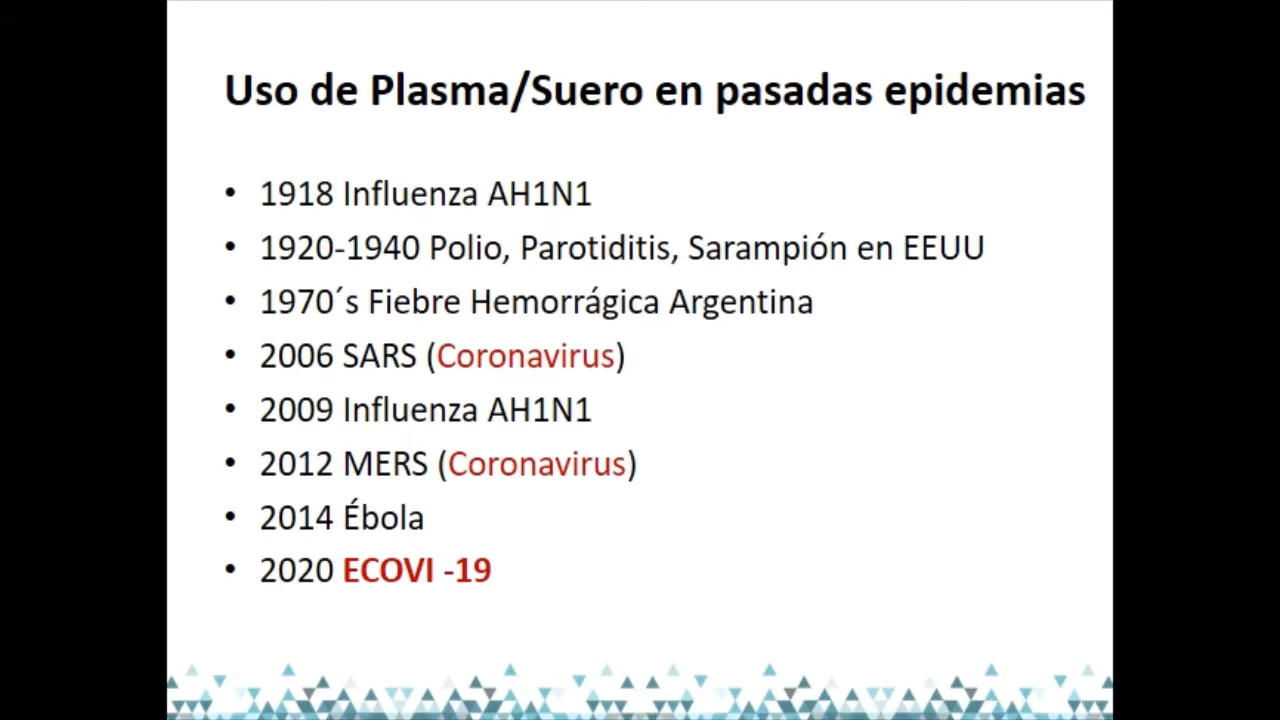 Uso de Plasma/Suero en pasadas epidemias
• 1918 Influenza AH1N1
• 1920-1940 Polio, Parotiditis, Sarampión en EEUU
• 1970´s Fiebre Hemorrágica Argentina
• 2006 SARS (Coronavirus)
• 2009 Influenza AH1N1
• 2012 MERS (Coronavirus)
• 2014 Ébola
• 2020 ECOVI -19